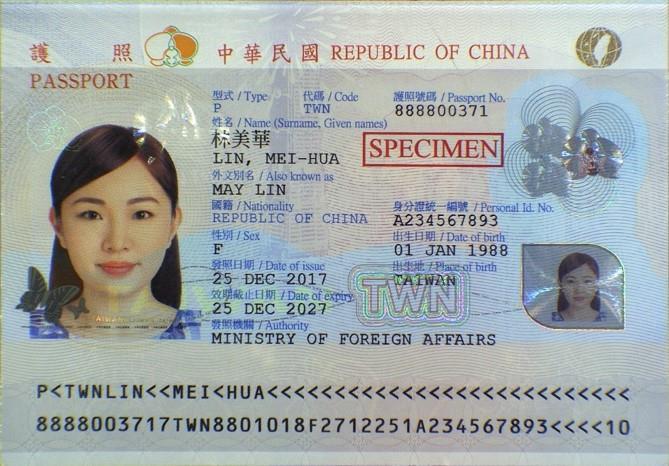 護 照 中華民國 REPUBLIC OF CHINA
PASSPORT
型式 / Type 代碼 / Code 護照號碼 / Passport No.
P TWN 888800371
姓名 / Name (Surname, Given names)
林美華
LIN, MEI-HUA
SPECIMEN
外文別名 / Also known as
MAY LIN
國籍 / Nationality 身分證統一編號 / Personal Id. No.
REPUBLIC OF CHINA A234567893
性別 / Sex 出生日期 / Date of birth
F 01 JAN 1988
發照日期 / Date of issue 出生地 / Place of birth
25 DEC 2017 TAIWAN
效期截止日期 / Date of expiry
25 DEC 2027
TWN
發照機關 / Authority
MINISTRY OF FOREIGN AFFAIRS
P<TWNLIN<<MEI<HUA<<<<<<<<<<<<<<<<<<<<<<<<<<<
8888003717TWN8801018F2712251A234567893<<<<10